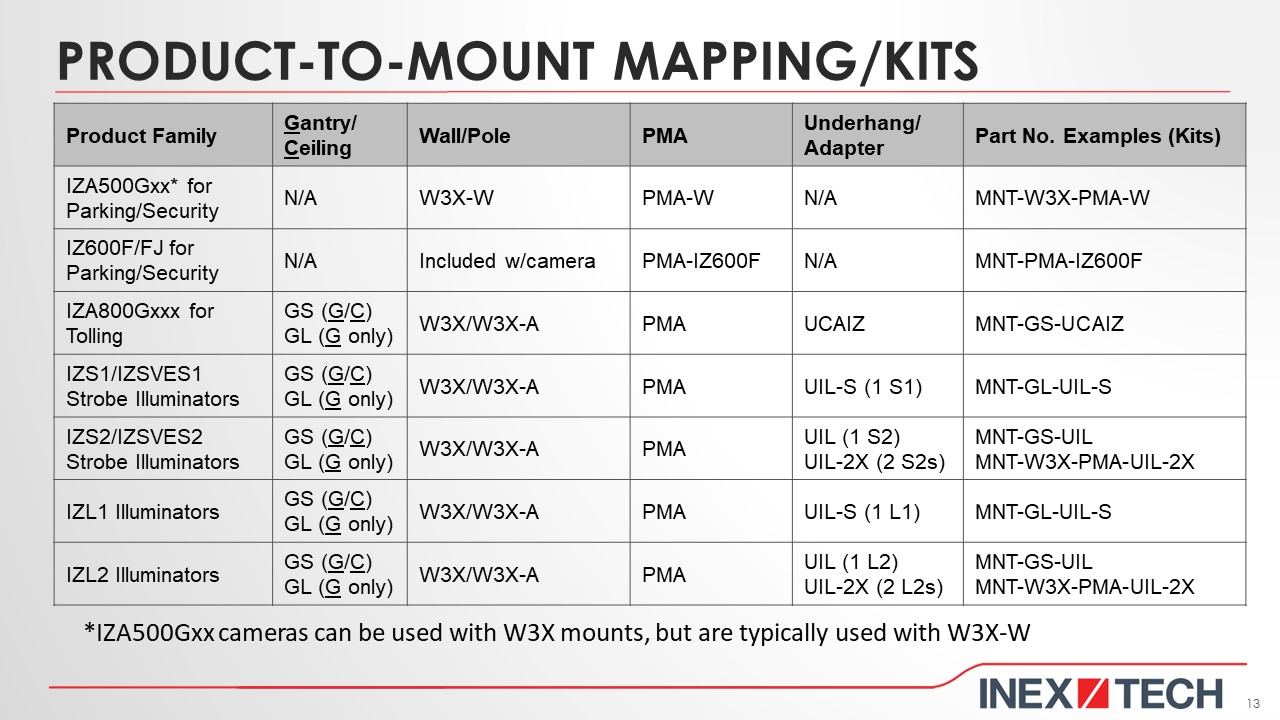 PRODUCT-TO-MOUNT MAPPING/KITS
Product Family
Gantry/
Ceiling
Wall/Pole
PMA
Underhang/
Adapter
Part No. Examples (Kits)
IZA500Gxx* for
Parking/Security
N/A
W3X-W
PMA-W
N/A
MNT-W3X-PMA-W
IZ600F/FJ for
Parking/Security
N/A
Included w/camera
PMA-IZ600F
N/A
MNT-PMA-IZ600F
IZA800Gxxx for
Tolling
GS (G/C)
GL (G only)
W3X/W3X-A
PMA
UCAIZ
MNT-GS-UCAIZ
IZS1/IZSVES1
Strobe Illuminators
GS (G/C)
GL (G only)
W3X/W3X-A
PMA
UIL-S (1 S1)
MNT-GL-UIL-S
IZS2/IZSVES2
Strobe Illuminators
GS (G/C)
GL (G only)
W3X/W3X-A
PMA
UIL (1 S2)
UIL-2X (2 S2s)
MNT-GS-UIL
MNT-W3X-PMA-UIL-2X
IZL1 Illuminators
GS (G/C)
GL (G only)
W3X/W3X-A
PMA
UIL-S (1 L1)
MNT-GL-UIL-S
IZL2 Illuminators
GS (G/C)
GL (G only)
W3X/W3X-A
PMA
UIL (1 L2)
UIL-2X (2 L2s)
MNT-GS-UIL
MNT-W3X-PMA-UIL-2X
*IZA500Gxx cameras can be used with W3X mounts, but are typically used with W3X-W
INEX TECH
13